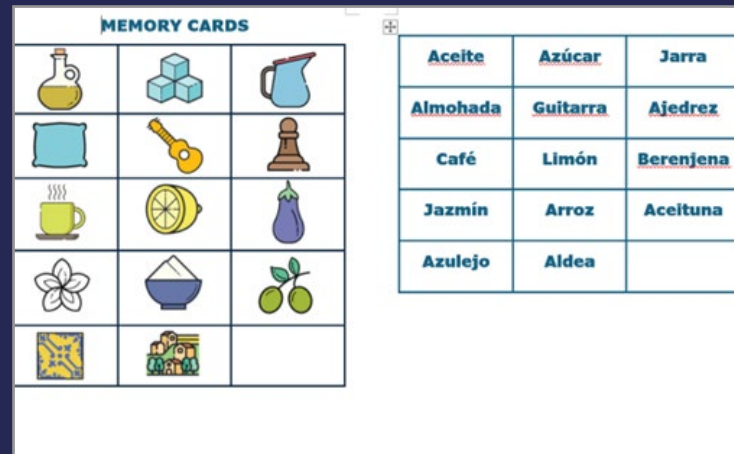 MEMORY CARDS
Aceite Azúcar Jarra
Almohada Guitarra Ajedrez
Café Limón Berenjena
Jazmín Arroz Aceituna
Azulejo Aldea